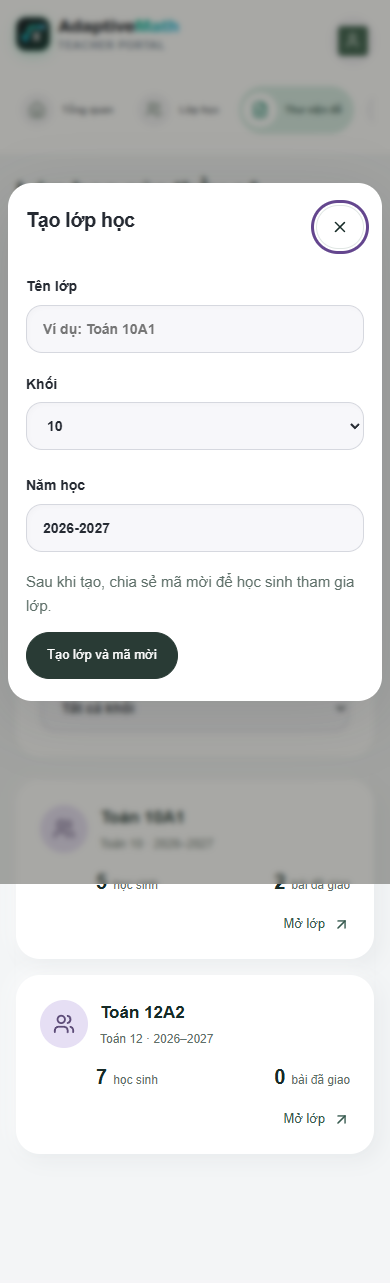 AdaptiveMath
TEACHER PORTAL
Tổng quan
Lớp học
Tạo lớp học
Tên lớp
Ví dụ: Toán 10A1
Khối
10
Năm học
2026-2027
Sau khi tạo, chia sẻ mã mời để học sinh tham gia
lớp.
Tạo lớp và mã mời
Tất cả khối
Toán 10A1
Toán 10 · 2026–2027
5 học sinh
2 bài đã giao
Mở lớp
Toán 12A2
Toán 12 · 2026–2027
7 học sinh
0 bài đã giao
Mở lớp